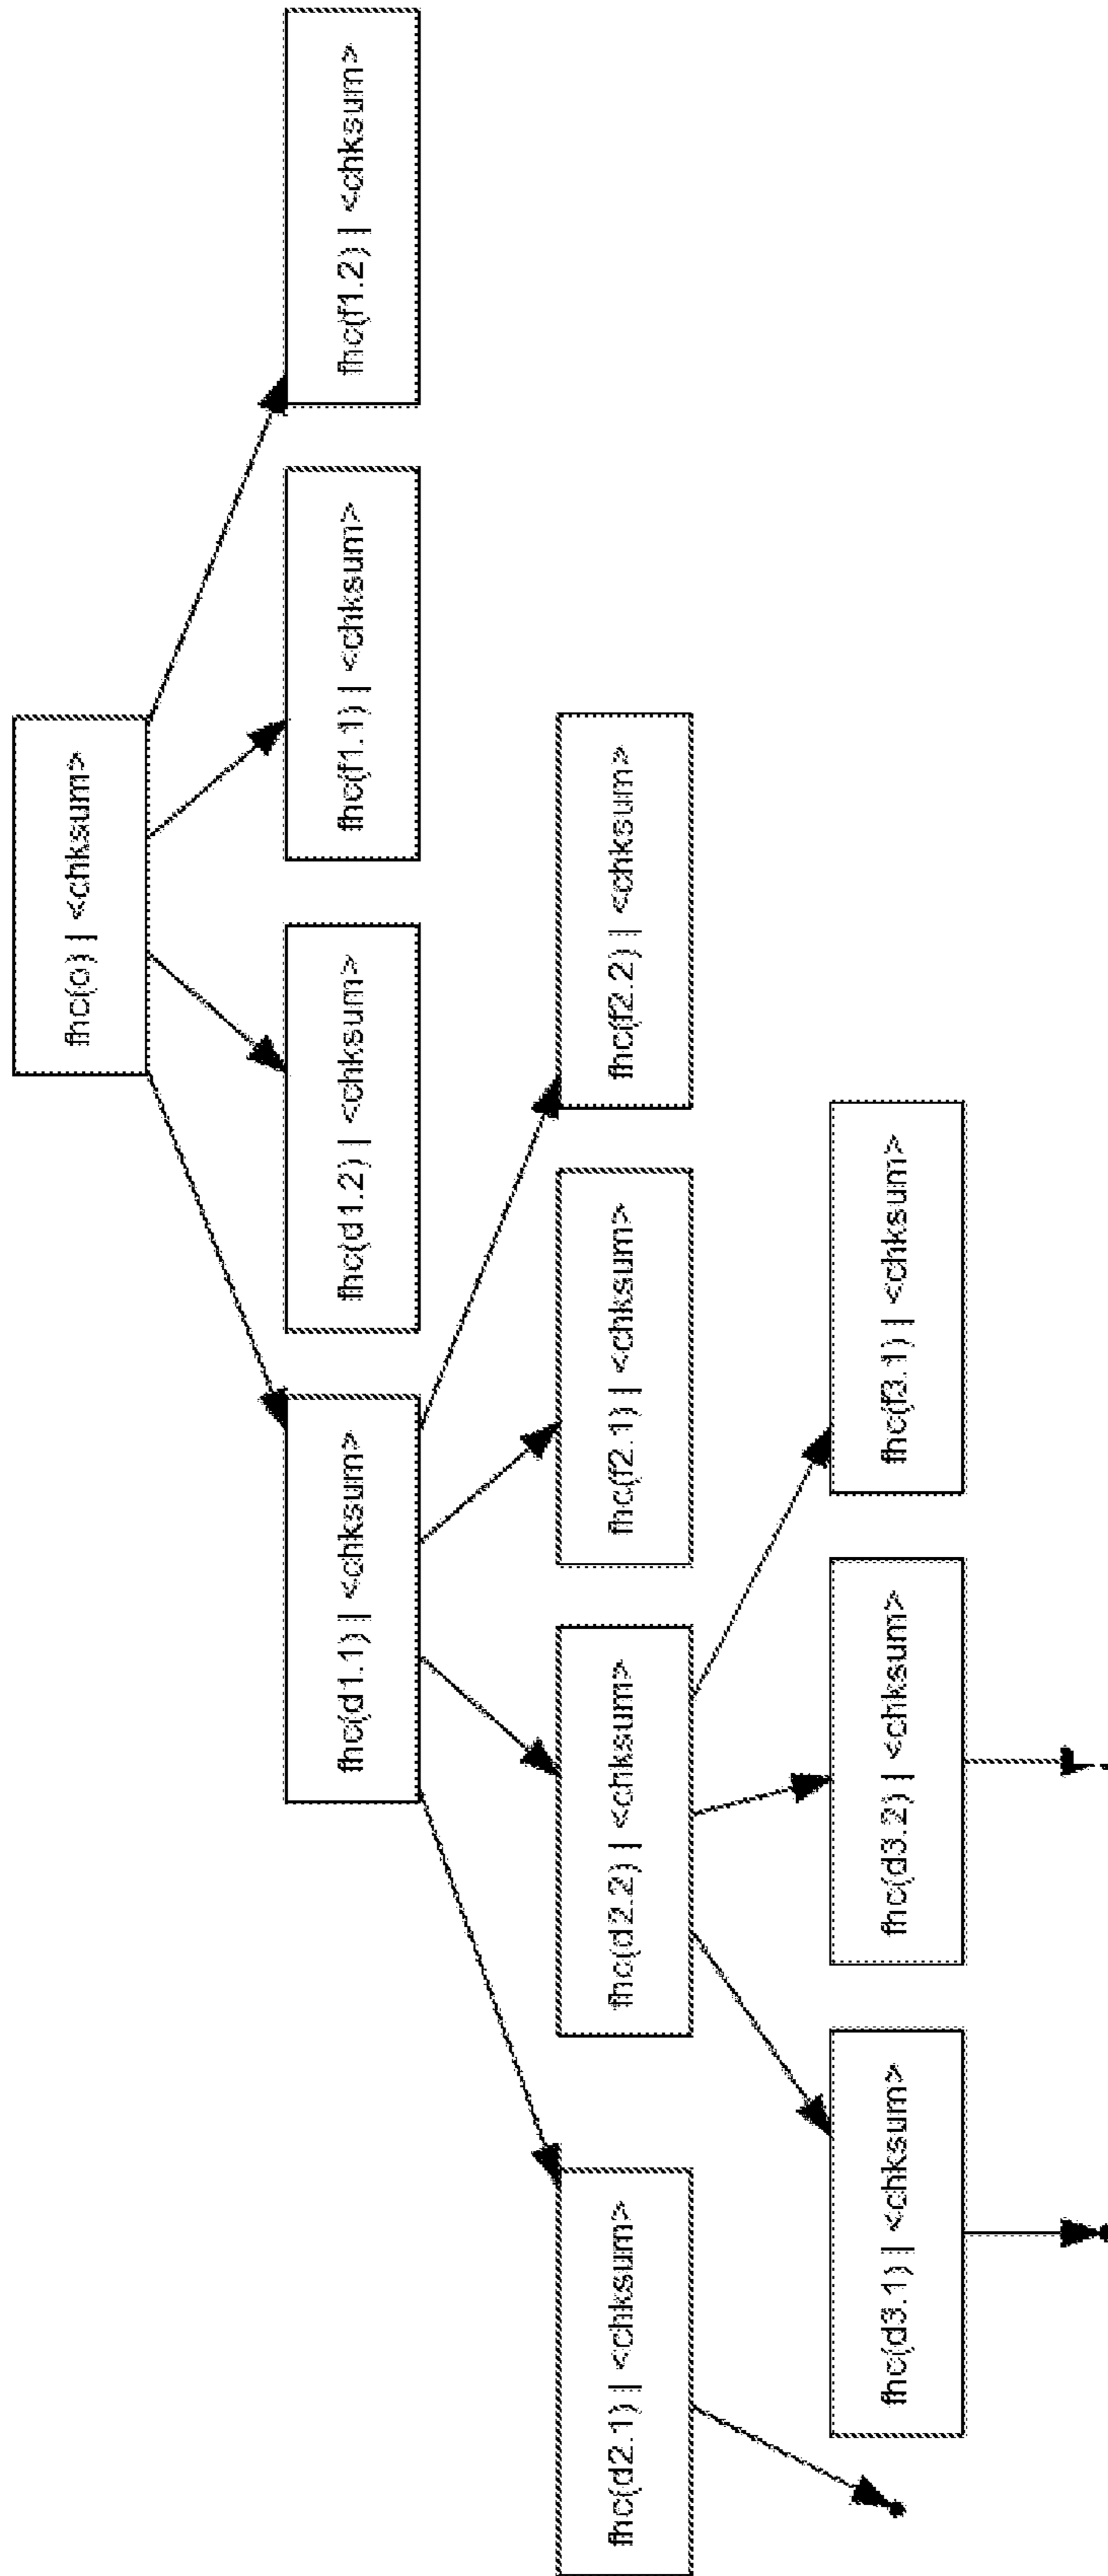 fhc(o) | <chksum>
fhc(d1.1) | <chksum>
fhc(d1.2) | <chksum>
fhc(f1.1) | <chksum>
fhc(f1.2) | <chksum>
fhc(d2.1) | <chksum>
fhc(d2.2) | <chksum>
fhc(f2.1) | <chksum>
fhc(f2.2) | <chksum>
fhc(d3.1) | <chksum>
fhc(d3.2) | <chksum>
fhc(f3.1) | <chksum>